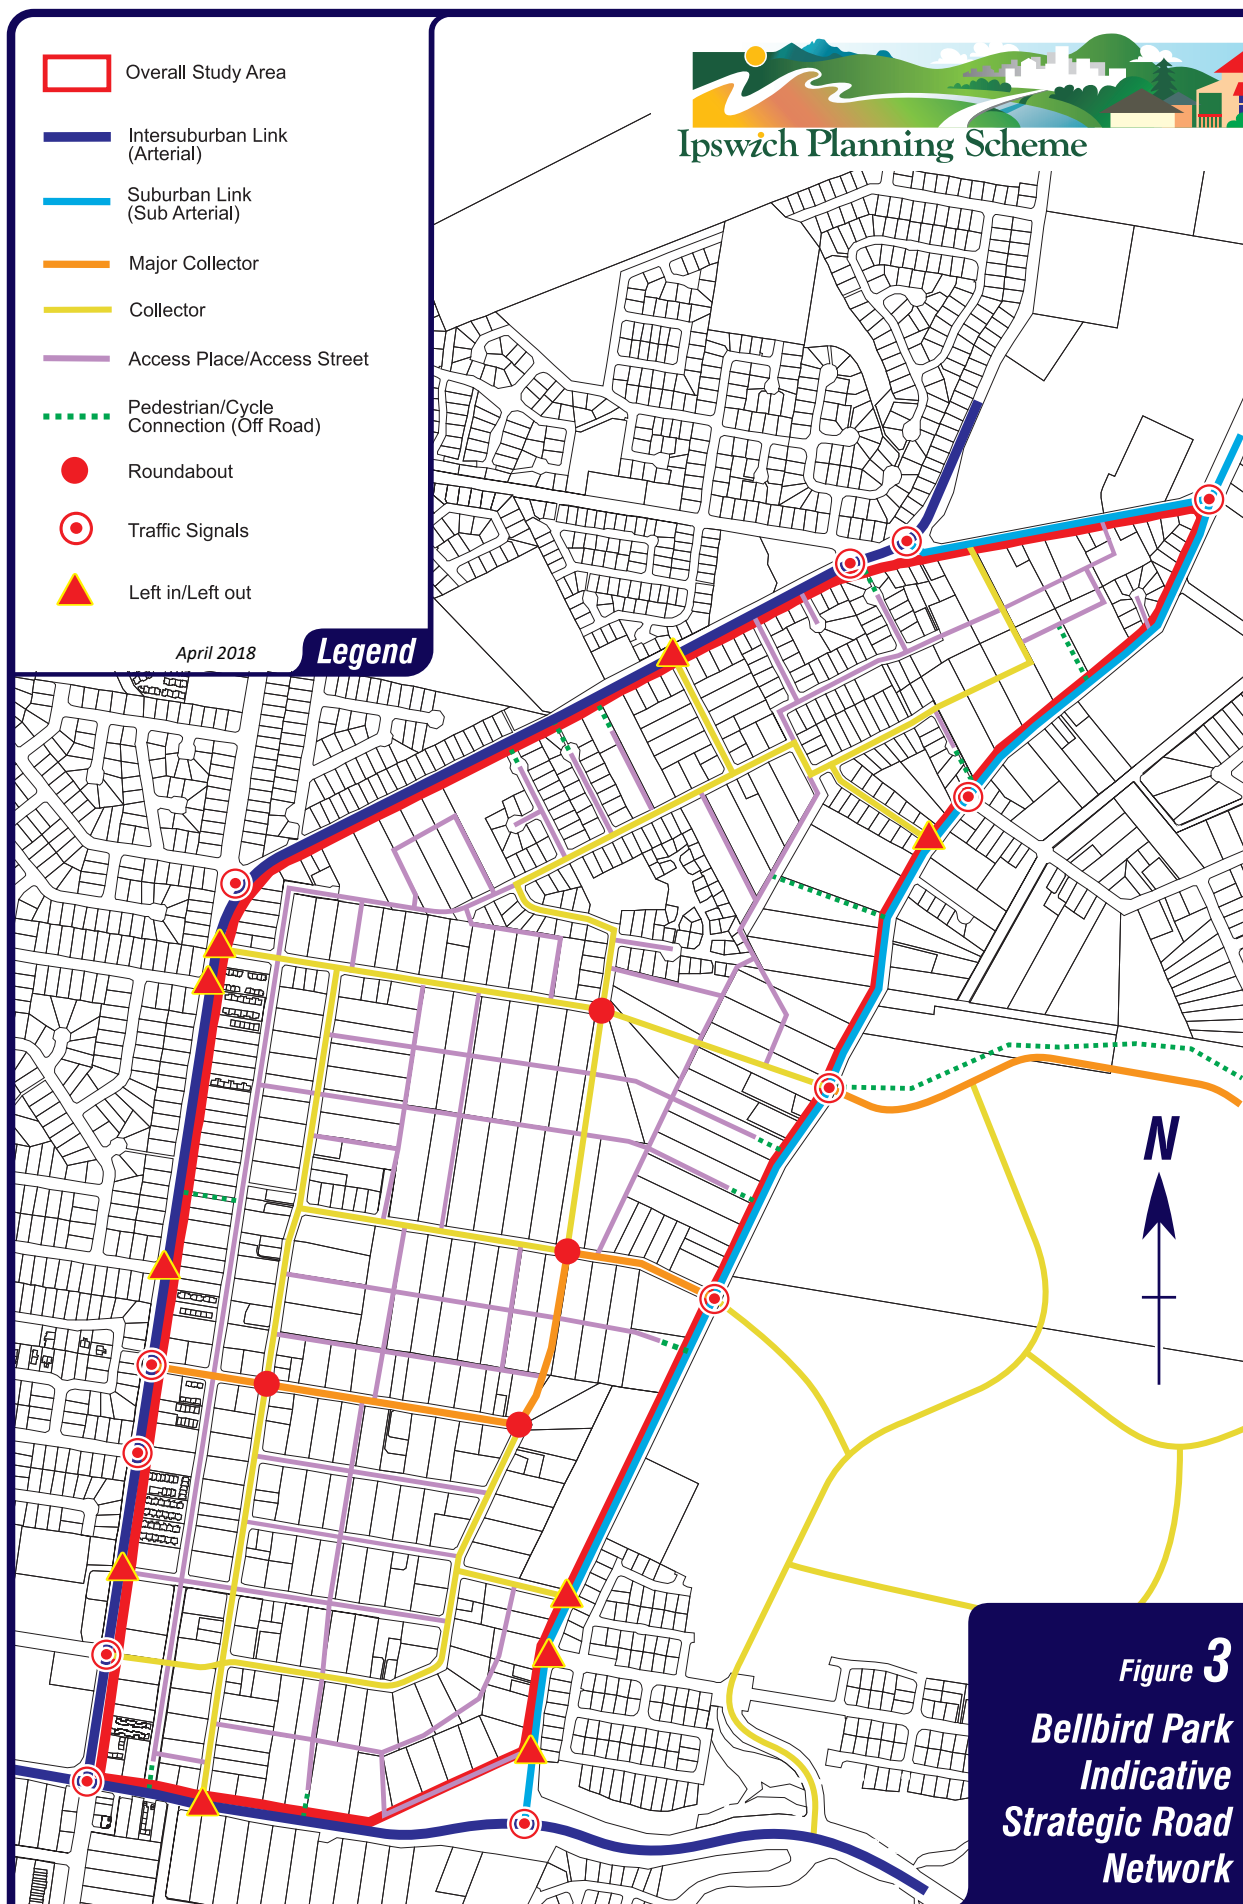 Overall Study Area
Intersuburban Link
(Arterial)
Suburban Link
(Sub Arterial)
Major Collector
Collector
Access Place/Access Street
Pedestrian/Cycle
Connection (Off Road)
Roundabout
Traffic Signals
Left in/Left out
April 2018
Legend
Ipswich Planning Scheme
N
Figure 3
Bellbird Park
Indicative
Strategic Road
Network